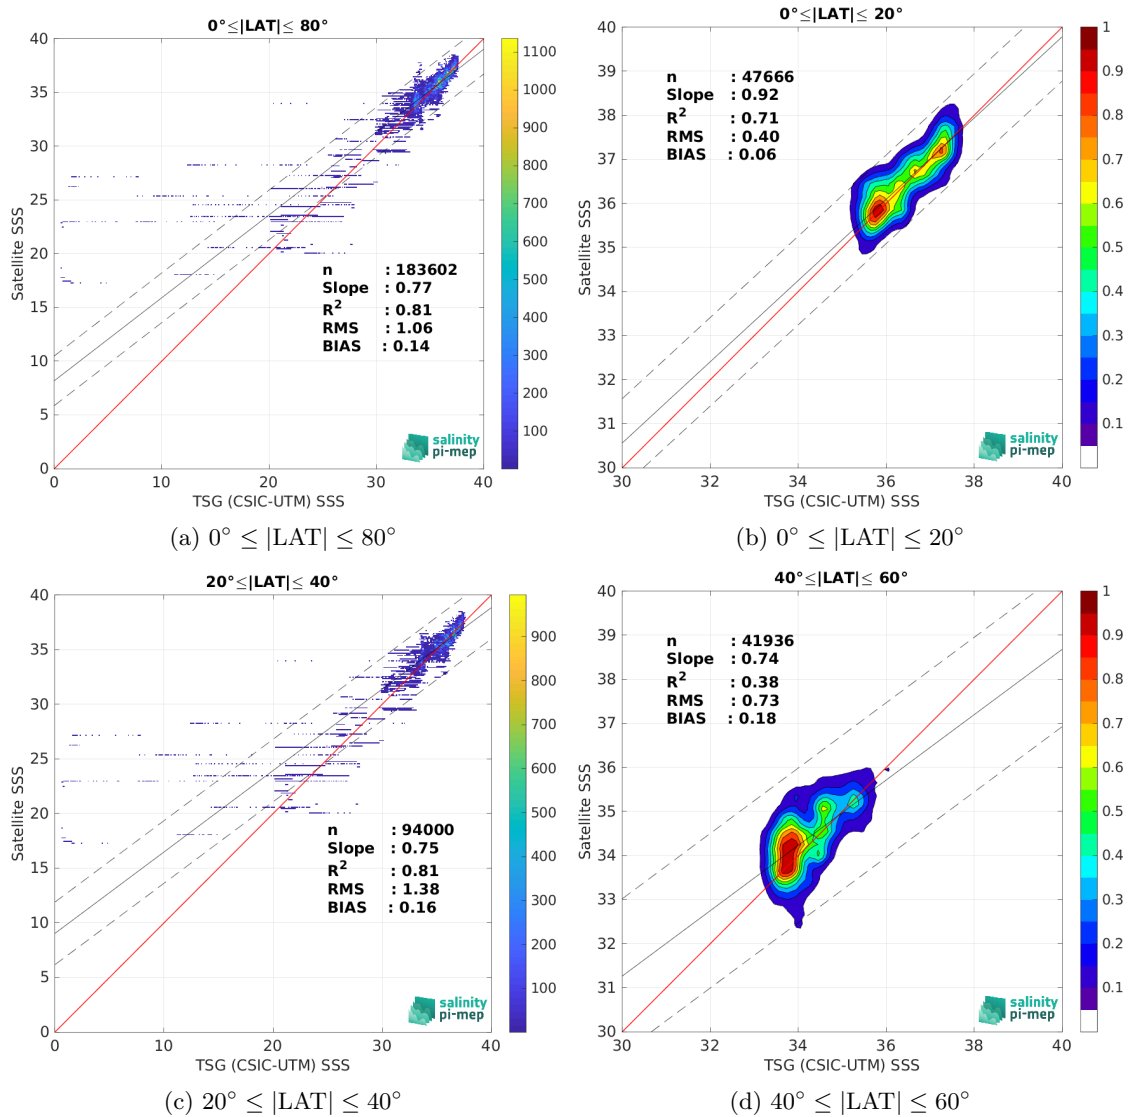 0°≤|LAT|≤ 80°
Satellite SSS
40
35
30
25
20
15
10
5
0
0 10 20 30 40
TSG (CSIC-UTM) SSS
n : 183602
Slope : 0.77
R² : 0.81
RMS : 1.06
BIAS : 0.14
salinity
pi-mep
1100
1000
900
800
700
600
500
400
300
200
100
(a) 0° ≤ |LAT| ≤ 80°
0°≤|LAT|≤ 20°
Satellite SSS
40
39
38
37
36
35
34
33
32
31
30
30 32 34 36 38 40
TSG (CSIC-UTM) SSS
n : 47666
Slope : 0.92
R² : 0.71
RMS : 0.40
BIAS : 0.06
salinity
pi-mep
1
0.9
0.8
0.7
0.6
0.5
0.4
0.3
0.2
0.1
(b) 0° ≤ |LAT| ≤ 20°
20°≤|LAT|≤ 40°
Satellite SSS
40
35
30
25
20
15
10
5
0
0 10 20 30 40
TSG (CSIC-UTM) SSS
n : 94000
Slope : 0.75
R² : 0.81
RMS : 1.38
BIAS : 0.16
salinity
pi-mep
900
800
700
600
500
400
300
200
100
(c) 20° ≤ |LAT| ≤ 40°
40°≤|LAT|≤ 60°
Satellite SSS
40
39
38
37
36
35
34
33
32
31
30
30 32 34 36 38 40
TSG (CSIC-UTM) SSS
n : 41936
Slope : 0.74
R² : 0.38
RMS : 0.73
BIAS : 0.18
salinity
pi-mep
1
0.9
0.8
0.7
0.6
0.5
0.4
0.3
0.2
0.1
(d) 40° ≤ |LAT| ≤ 60°